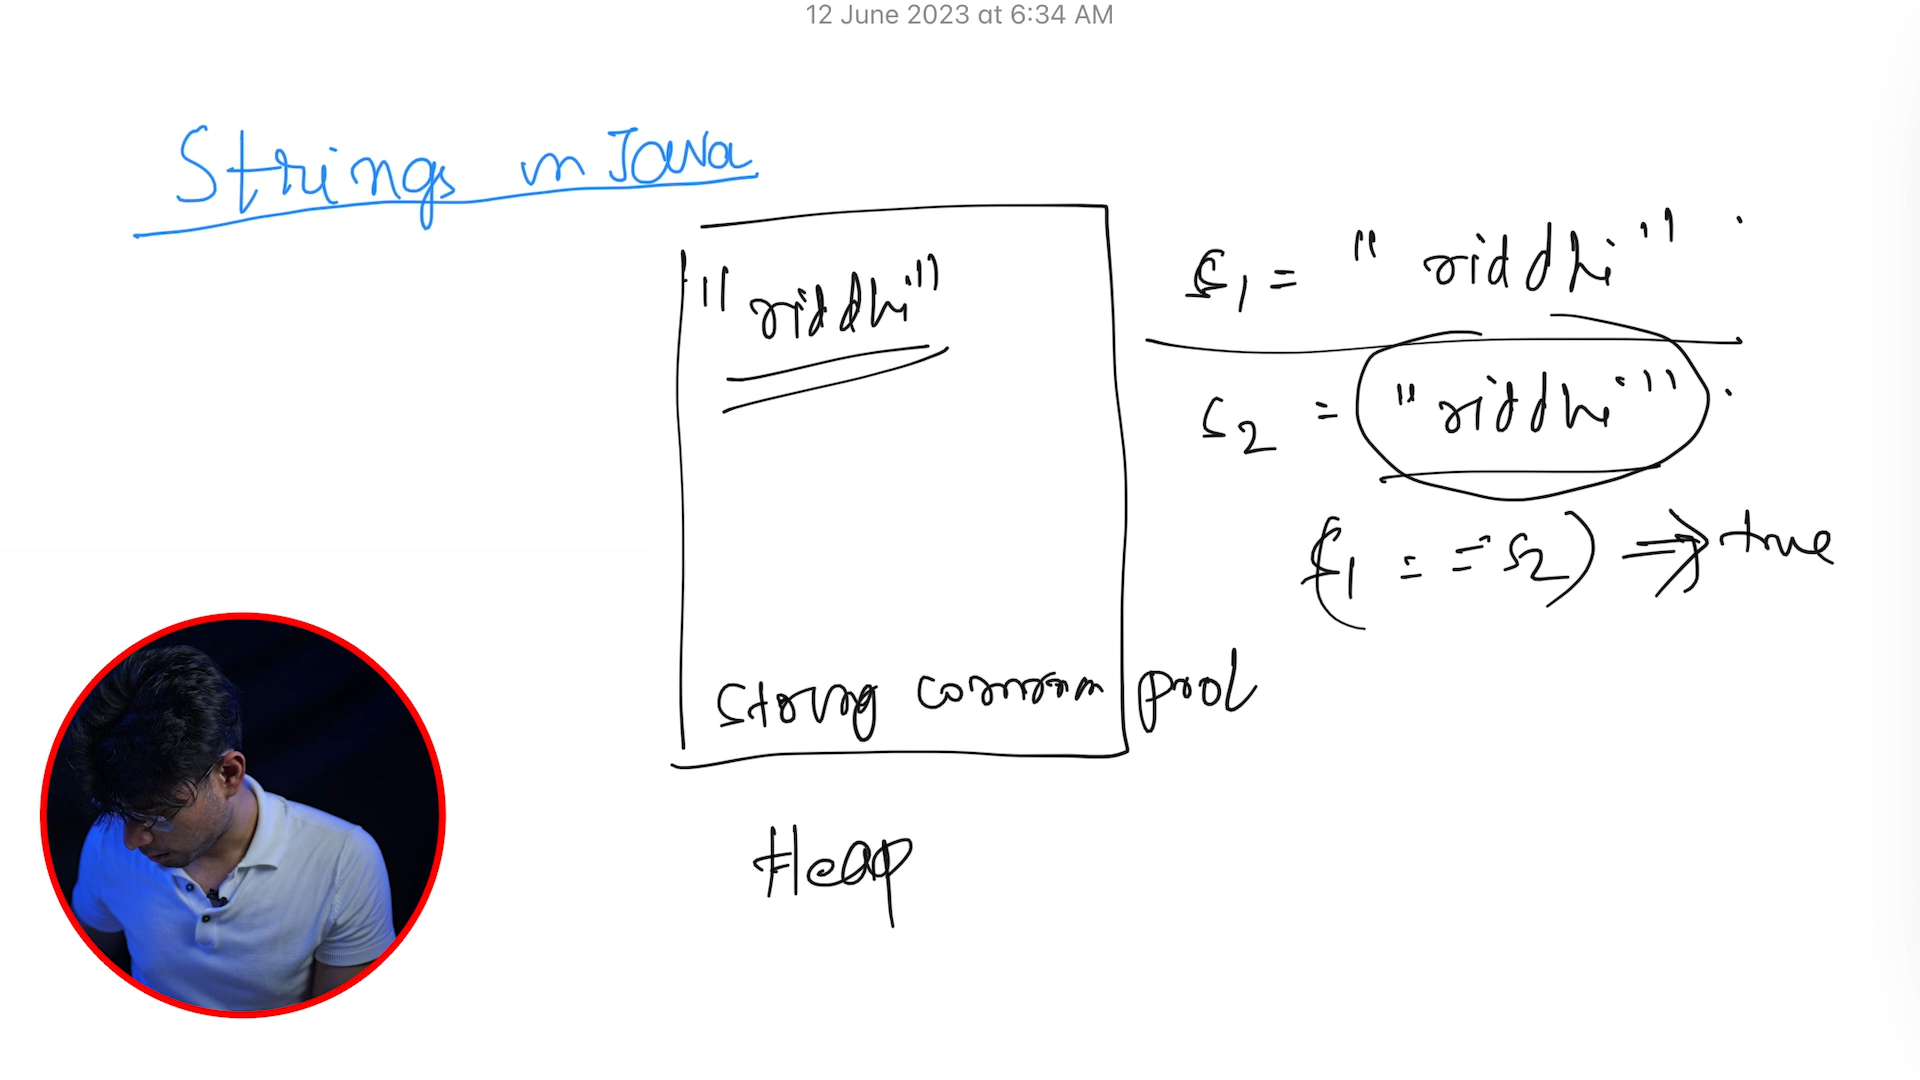 12 June 2023 at 6:34 AM
Strings in Java
"riddhi"
s1 = "riddhi"
s2 = "riddhi"
(s1 == s2) ⇒ true
String common pool
Heap